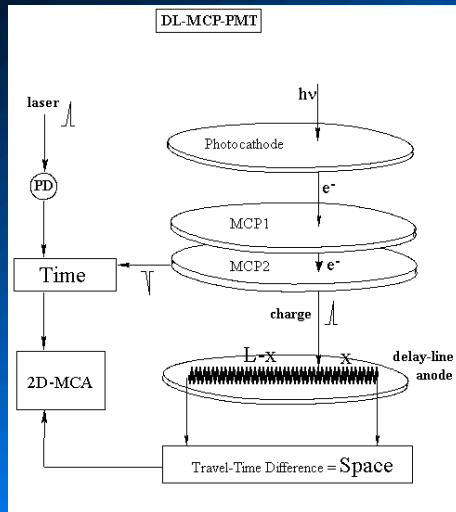 DL-MCP-PMT
laser
hν
Photocathode
PD
e-
MCP1
MCP2
e-
Time
charge
L-x
x
delay-line
anode
2D-MCA
Travel-Time Difference = Space